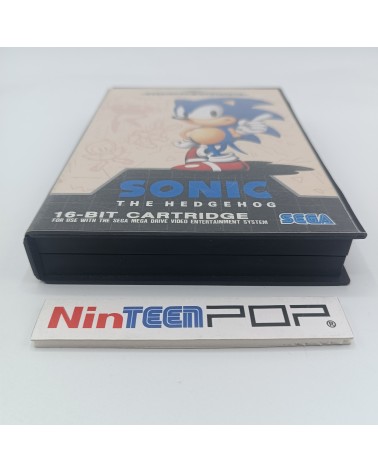 SONIC
THE HEDGEHOG
16-BIT CARTRIDGE
SEGA
FOR USE WITH THE SEGA MEGA DRIVE VIDEO ENTERTAINMENT SYSTEM
NinTEENPOP®